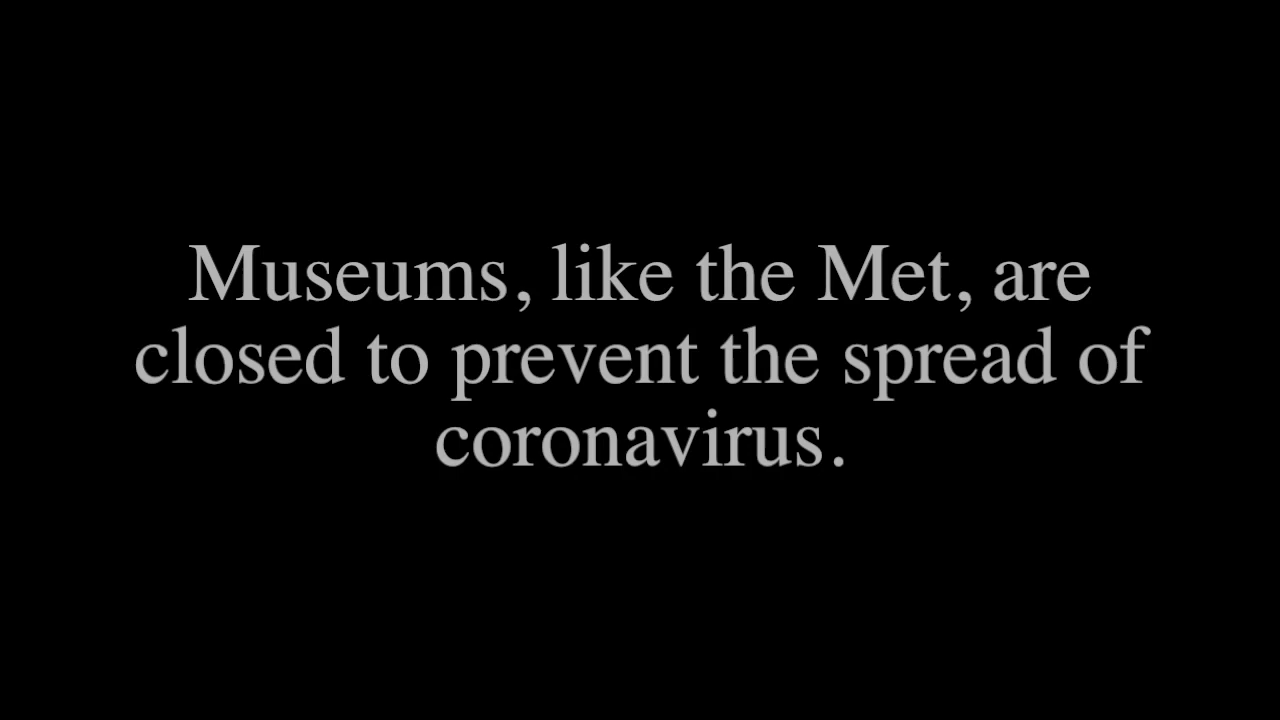 Museums, like the Met, are
closed to prevent the spread of
coronavirus.